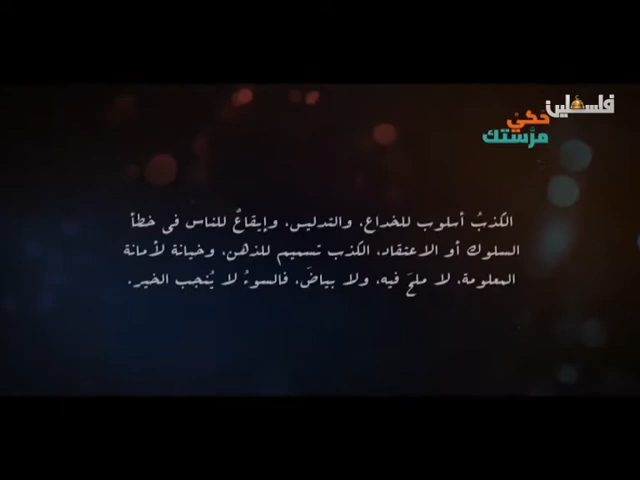 فلسطين
حكي
مرستك
الكذبُ أسلوب للخداع، والتدليس، وإيقاعٌ للناس في خطأ
السلوك أو الاعتقاد، الكذب تسميم للذهن، وخيانة لأمانة
المعلومة، لا ملحَ فيه، ولا بياضَ، فالسوءُ لا يُنجب الخير.